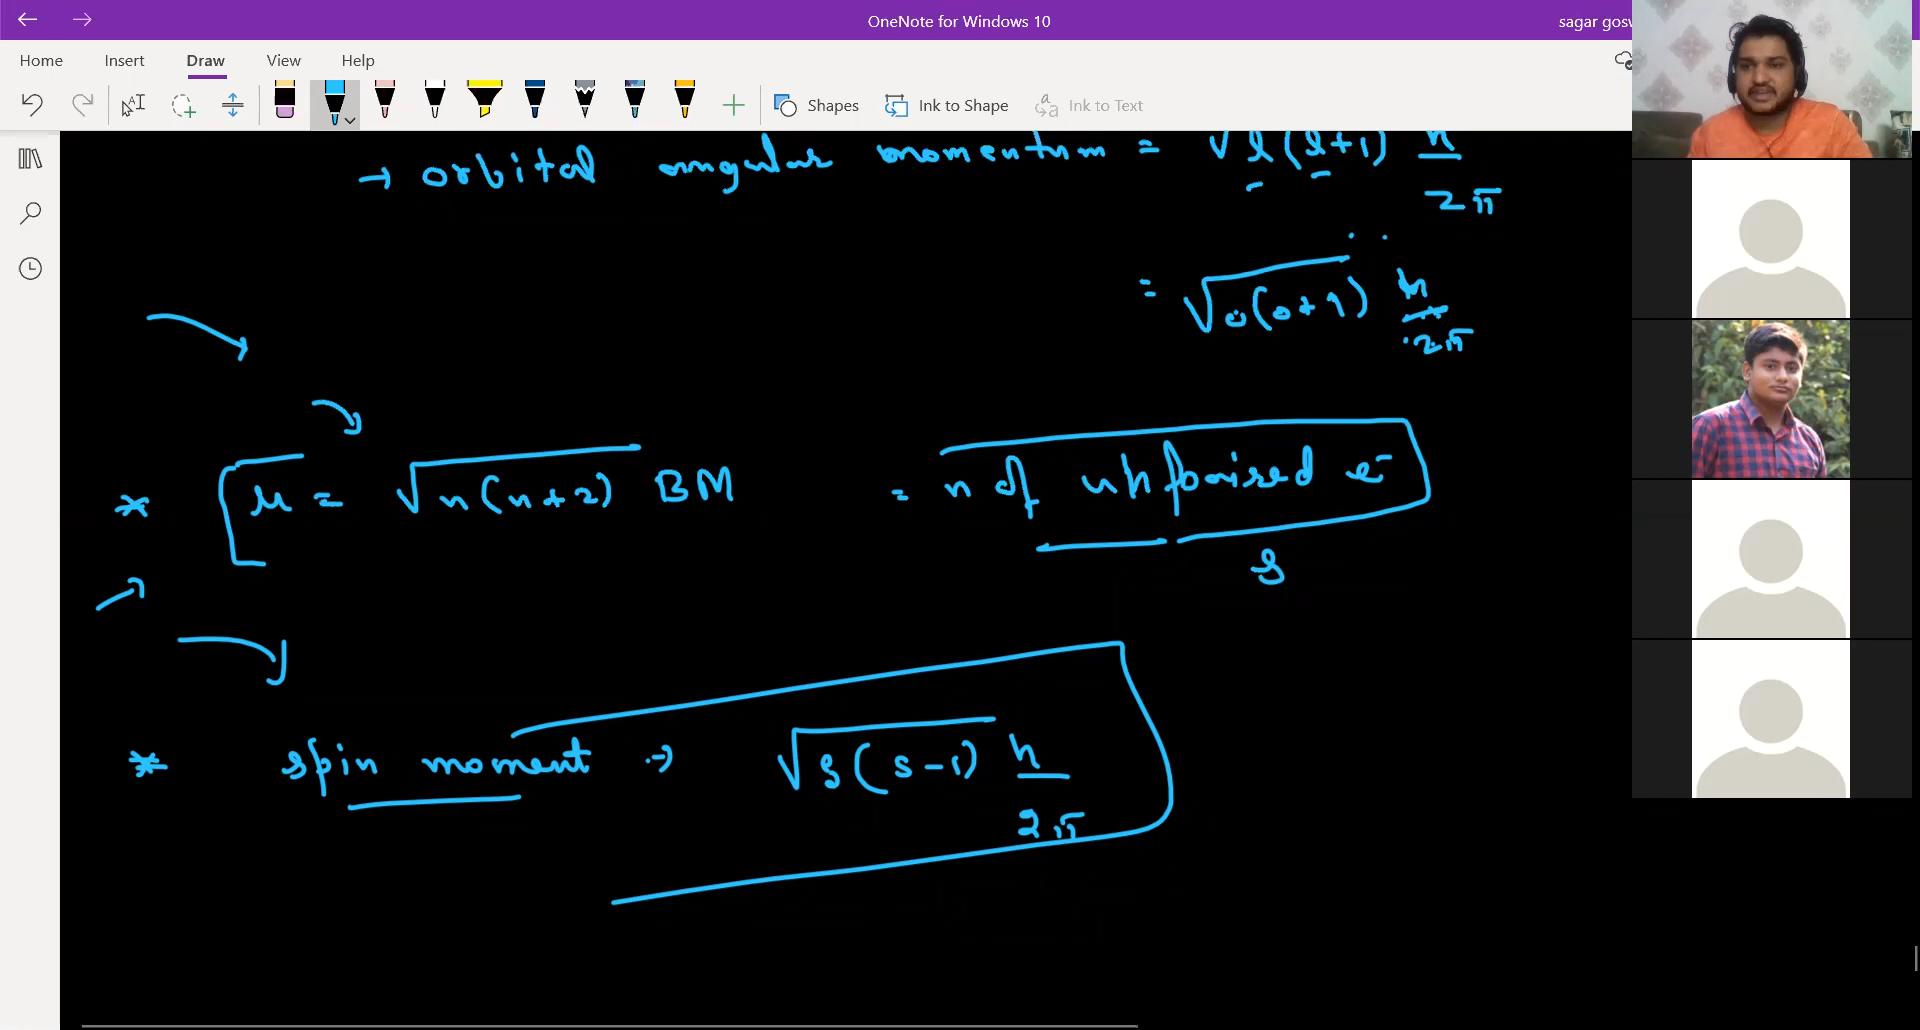 OneNote for Windows 10
sagar gosw
Home Insert Draw View Help
Shapes Ink to Shape Ink to Text
→ orbital angular momentum = √l(l+1) h/2π
= √0(0+1) h/2π
* μ = √n(n+2) BM = n of unpaired e-
s
* spin moment → √s(s-1) h/2π